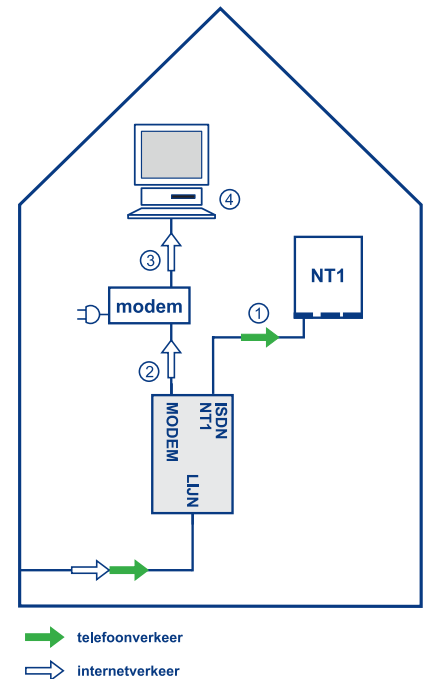 ④
③
NT1
modem
①
②
MODEM
ISDN
NT1
LIJN
telefoonverkeer
internetverkeer